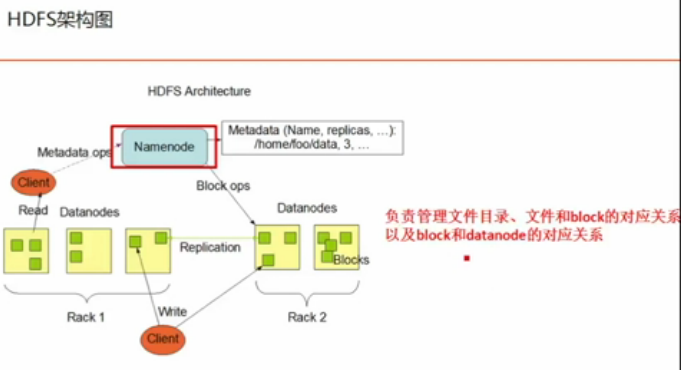 HDFS架构图
HDFS Architecture
Metadata (Name, replicas, ...):
/home/foo/data, 3, ...
Namenode
Metadata ops
Client
Block ops
Read
Datanodes
Datanodes
负责管理文件目录、文件和block的对应关系
以及block和datanode的对应关系
Replication
Blocks
Rack 1
Write
Rack 2
Client